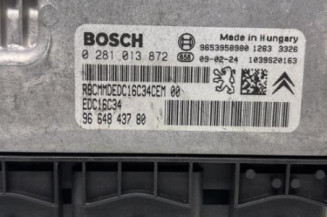 BOSCH
Made in Hungary
9653958980 1263 3326
0 281 013 872
658 09-02-24 1039S20163
RBCMMDEDC16C34CEM 00
EDC16C34
96 648 437 80